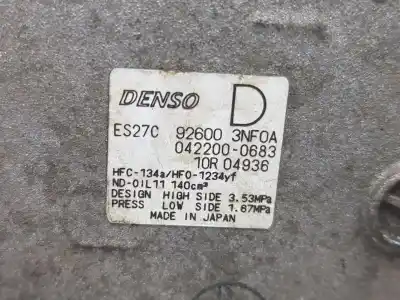 DENSO D
ES27C 92600 3NF0A
042200-0683
10R 04936
HFC-134a/HFO-1234yf
ND-OIL11 140cm³
DESIGN HIGH SIDE 3.53MPa
PRESS LOW SIDE 1.67MPa
MADE IN JAPAN